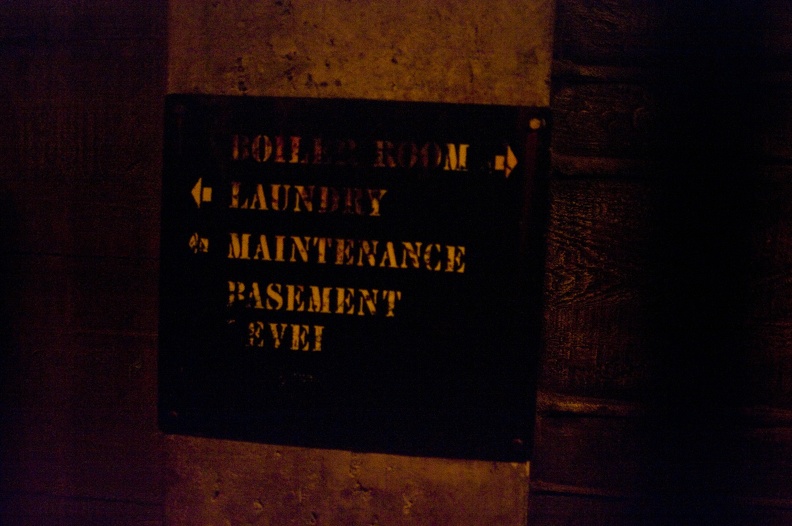 BOILER ROOM
LAUNDRY
MAINTENANCE
BASEMENT
LEVEL